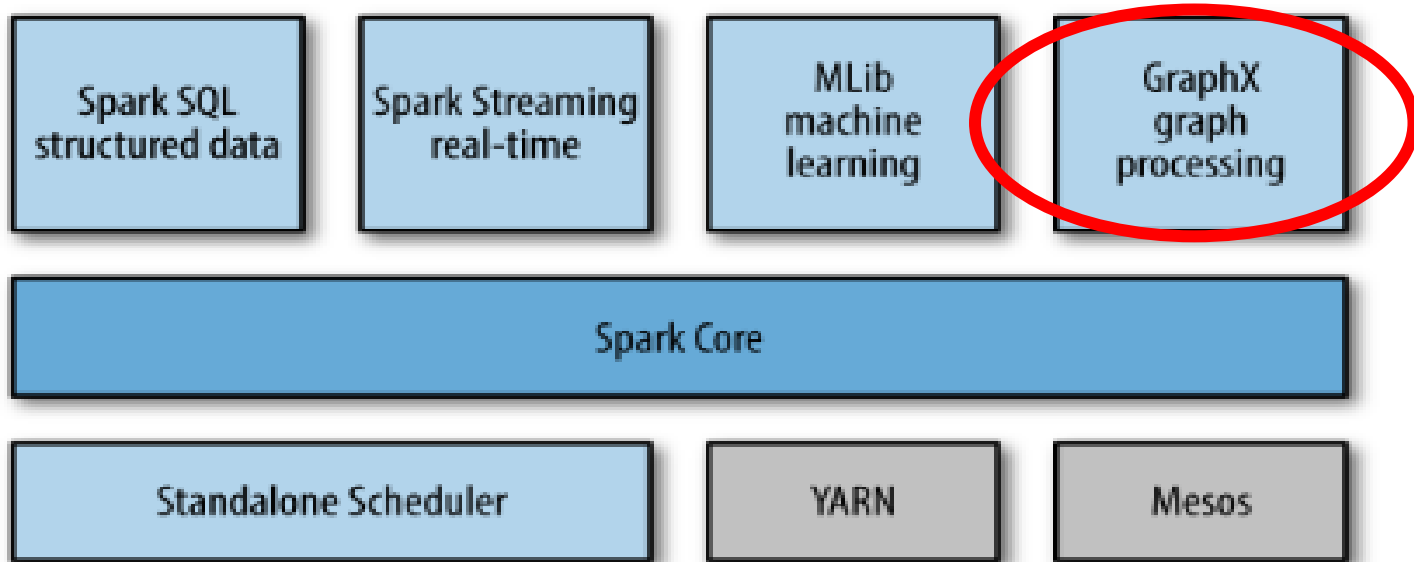 Spark SQL
structured data
Spark Streaming
real-time
MLib
machine
learning
GraphX
graph
processing
Spark Core
Standalone Scheduler
YARN
Mesos